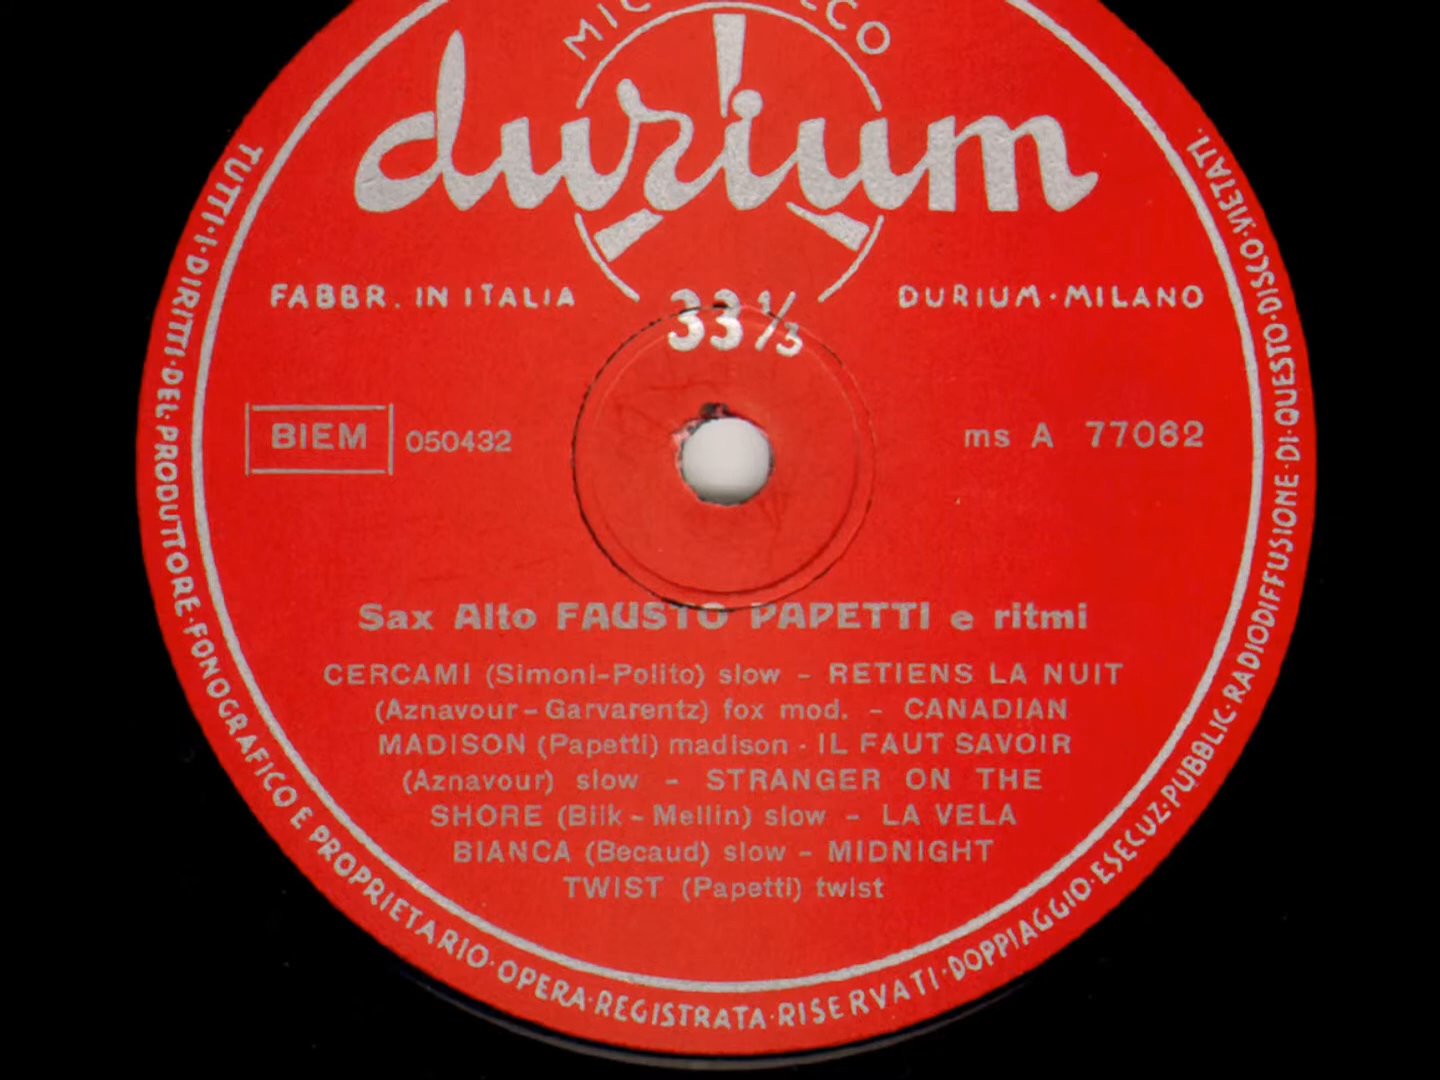 durium
FABBR. IN ITALIA
33 1/3
DURIUM·MILANO
BIEM
050432
ms A 77062
Sax Alto FAUSTO PAPETTI e ritmi
CERCAMI (Simoni-Polito) slow - RETIENS LA NUIT
(Aznavour-Garvarentz) fox mod. - CANADIAN
MADISON (Papetti) madison - IL FAUT SAVOIR
(Aznavour) slow - STRANGER ON THE
SHORE (Bilk-Mellin) slow - LA VELA
BIANCA (Becaud) slow - MIDNIGHT
TWIST (Papetti) twist
TUTTI·I·DIRITTI·DEL·PRODUTTORE·FONOGRAFICO E PROPRIETARIO·OPERA·REGISTRATA·RISERVATI·DOPPIAGGIO·ESECUZ·PUBBLIC·RADIODIFFUSIONE·DI·QUESTO·DISCO·VIETATI.